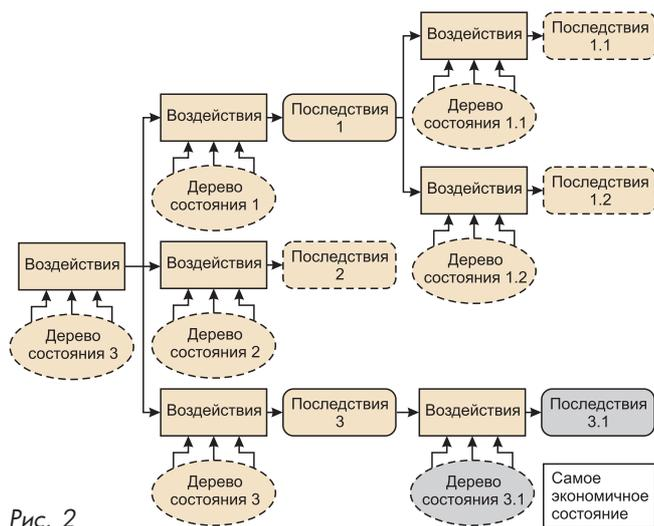 Воздействия
Последствия
1.1
Дерево
состояния 1.1
Воздействия
Последствия
1
Дерево
состояния 1
Воздействия
Последствия
1.2
Дерево
состояния 1.2
Воздействия
Дерево
состояния 3
Воздействия
Последствия
2
Дерево
состояния 2
Воздействия
Последствия
3
Дерево
состояния 3
Воздействия
Последствия
3.1
Дерево
состояния 3.1
Самое
экономичное
состояние
Рис. 2